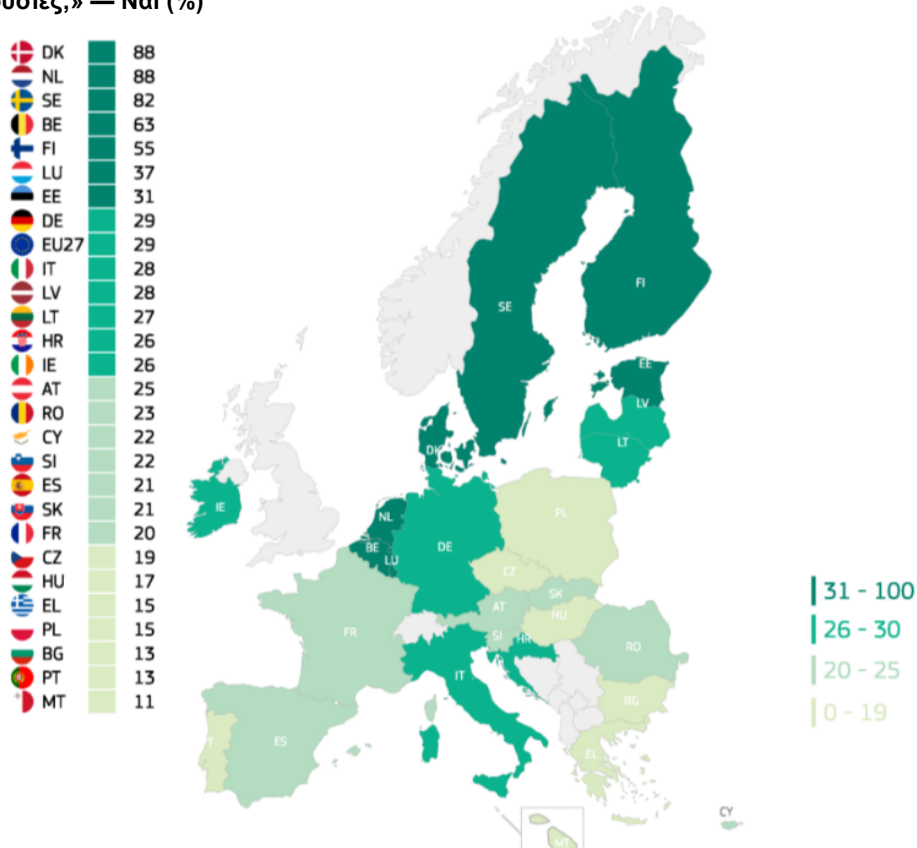 — Ναι (%)
DK 88
NL 88
SE 82
BE 63
FI 55
LU 37
EE 31
DE 29
EU27 29
IT 28
LV 28
LT 27
HR 26
IE 26
AT 25
RO 23
CY 22
SI 22
ES 21
SK 21
FR 20
CZ 19
HU 17
EL 15
PL 15
BG 13
PT 13
MT 11
FI
SE
EE
LV
LT
DK
IE
NL
PL
BE
DE
LU
CZ
SK
AT
HU
FR
SI
HR
RO
IT
BG
ES
EL
CY
MT
31 - 100
26 - 30
20 - 25
0 - 19